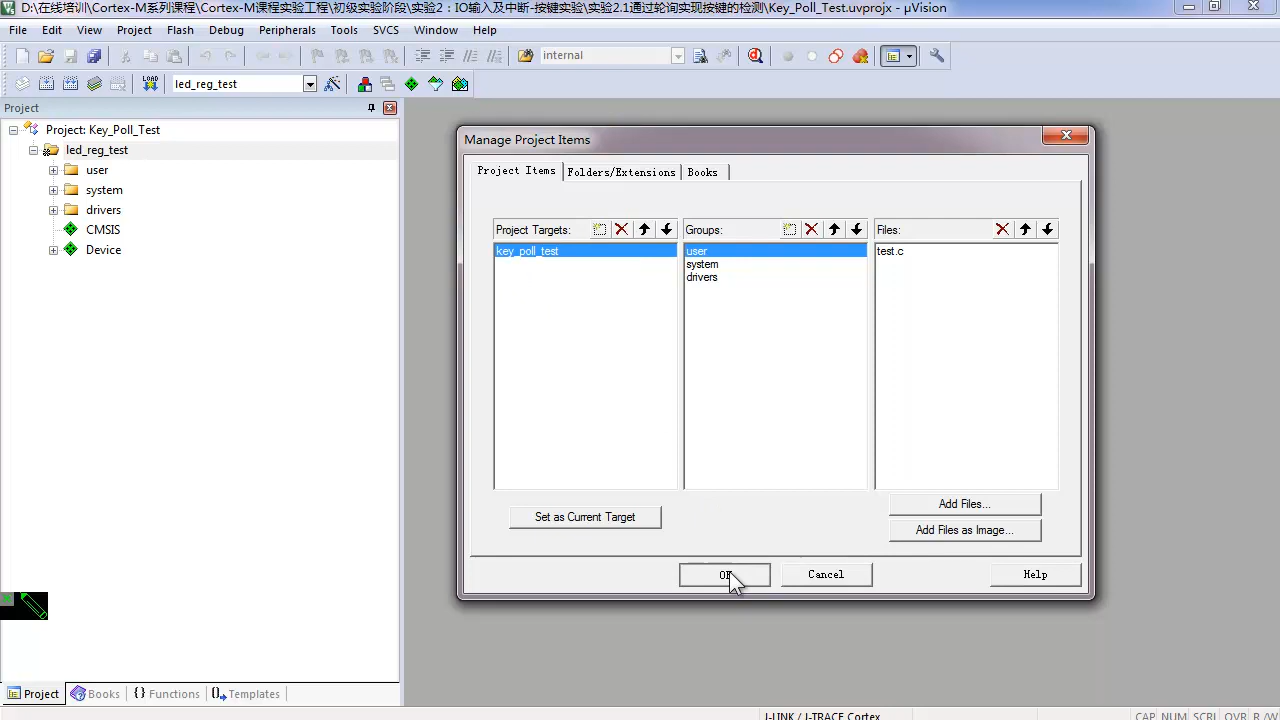 D:\在线培训\Cortex-M系列课程\Cortex-M课程实验工程\初级实验阶段\实验2：IO输入及中断-按键实验\实验2.1通过轮询实现按键的检测\Key_Poll_Test.uvprojx - µVision
File Edit View Project Flash Debug Peripherals Tools SVCS Window Help
internal
LOAD led_reg_test
Project
Project: Key_Poll_Test
led_reg_test
user
system
drivers
CMSIS
Device
Manage Project Items
Project Items Folders/Extensions Books
Project Targets: Groups: Files:
key_poll_test user test.c
system
drivers
Add Files...
Set as Current Target
Add Files as Image...
OK Cancel Help
Project Books {} Functions Templates
J-LINK / J-TRACE Cortex CAP NUM SCRL OVR R/W